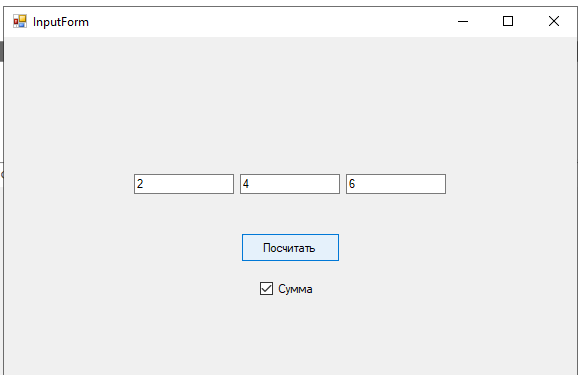 InputForm
2 4 6
Посчитать
Сумма